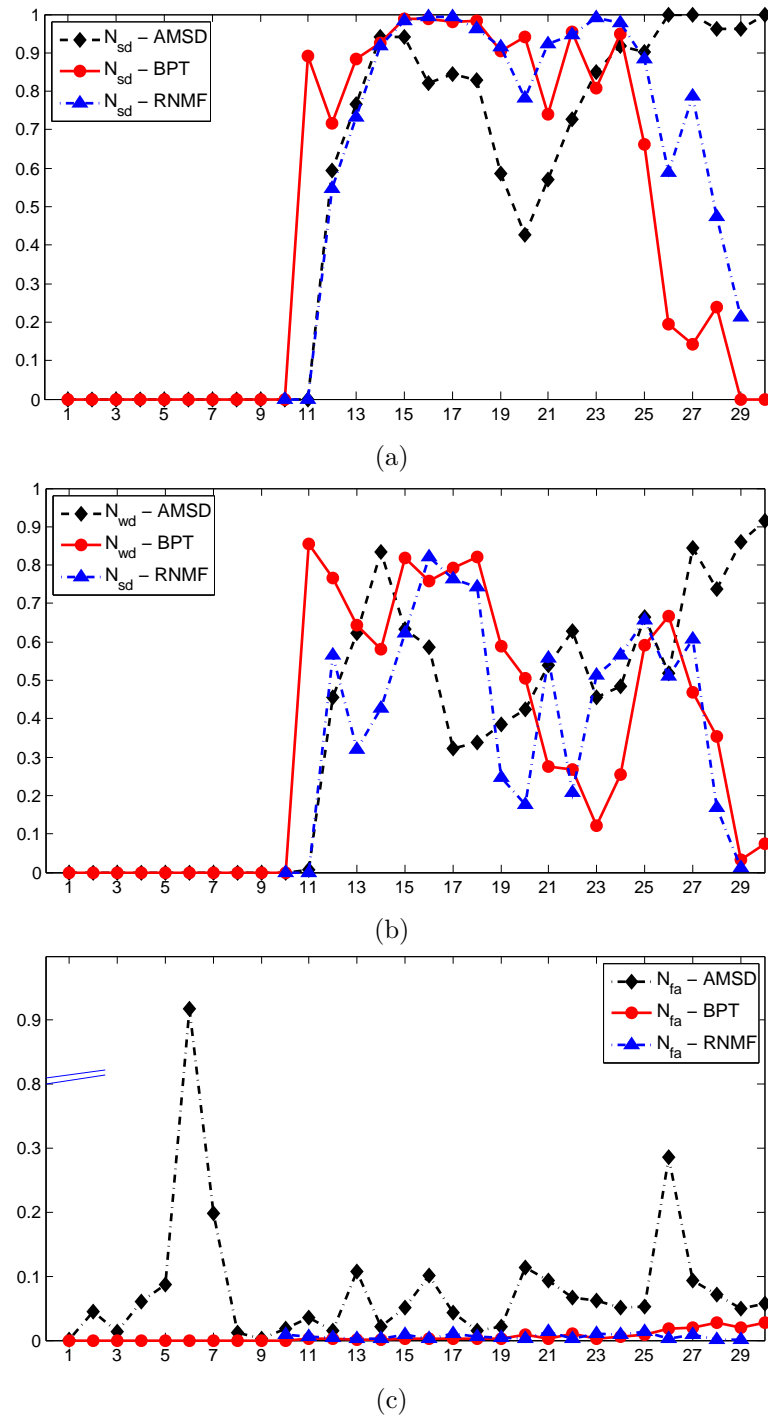 1
0.9
0.8
0.7
0.6
0.5
0.4
0.3
0.2
0.1
0
N_sd – AMSD
N_sd – BPT
N_sd – RNMF
1 3 5 7 9 11 13 15 17 19 21 23 25 27 29
(a)
1
0.9
0.8
0.7
0.6
0.5
0.4
0.3
0.2
0.1
0
N_wd – AMSD
N_wd – BPT
N_sd – RNMF
1 3 5 7 9 11 13 15 17 19 21 23 25 27 29
(b)
0.9
0.8
0.3
0.2
0.1
0
N_fa – AMSD
N_fa – BPT
N_fa – RNMF
1 3 5 7 9 11 13 15 17 19 21 23 25 27 29
(c)